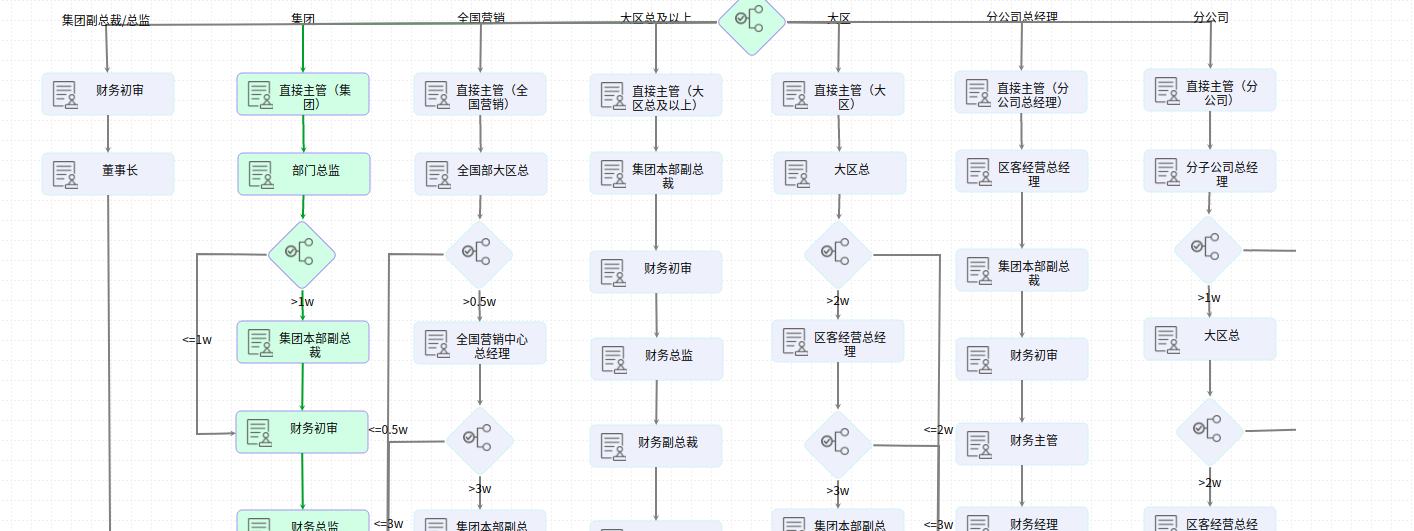 集团副总裁/总监
集团
全国营销
大区总及以上
大区
分公司总经理
分公司
财务初审
直接主管（集
团）
直接主管（全
国营销）
直接主管（大
区总及以上）
直接主管（大
区）
直接主管（分
公司总经理）
直接主管（分
公司）
董事长
部门总监
全国部大区总
集团本部副总
裁
大区总
区客经营总经
理
分子公司总经
理
财务初审
集团本部副总
裁
>1w
>0.5w
>2w
>1w
<=1w
集团本部副总
裁
全国营销中心
总经理
财务总监
区客经营总经
理
财务初审
大区总
财务初审
<=0.5w
财务副总裁
<=2w
财务主管
>3w
>3w
>2w
财务总监
<=3w
集团本部副总
集团本部副总
<=3w
财务经理
区客经营总经